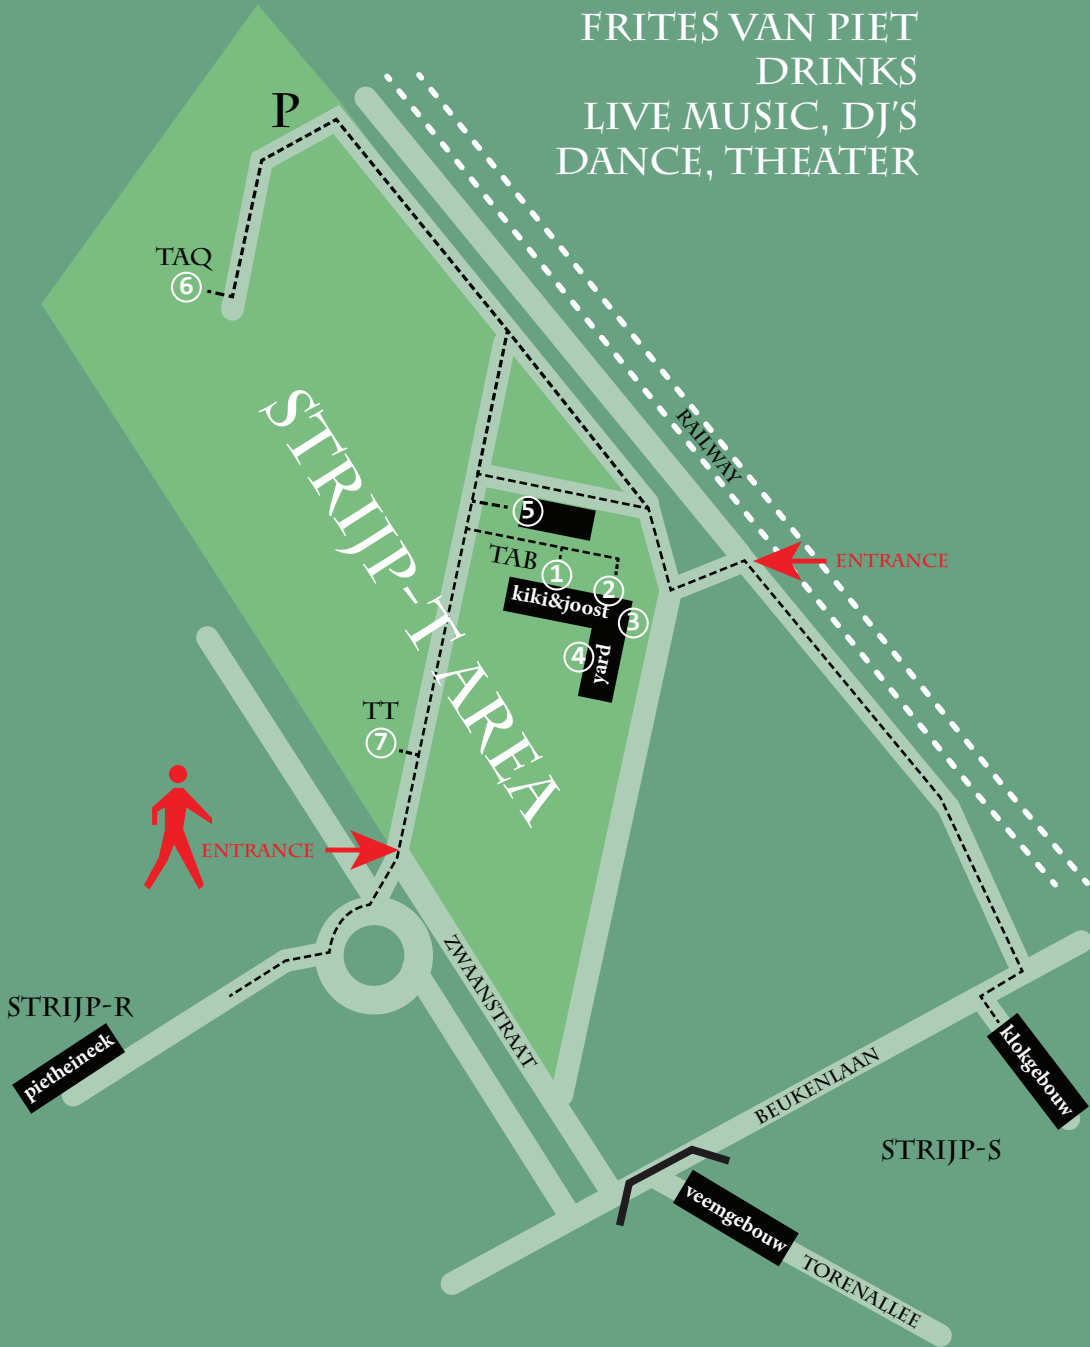 FRITES VAN PIET
DRINKS
LIVE MUSIC, DJ'S
DANCE, THEATER
P
TAQ
6
STRIJP-T AREA
RAILWAY
5
TAB
1
2
kiki&joost
3
4
yard
ENTRANCE
TT
7
ENTRANCE
ZWAANSTRAAT
STRIJP-R
pietheineek
klokgebouw
BEUKENLAAN
STRIJP-S
veemgebouw
TORENALLEE